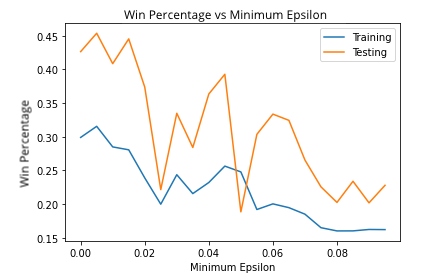 Win Percentage vs Minimum Epsilon
Training
Testing
Win Percentage
0.45
0.40
0.35
0.30
0.25
0.20
0.15
0.00 0.02 0.04 0.06 0.08
Minimum Epsilon